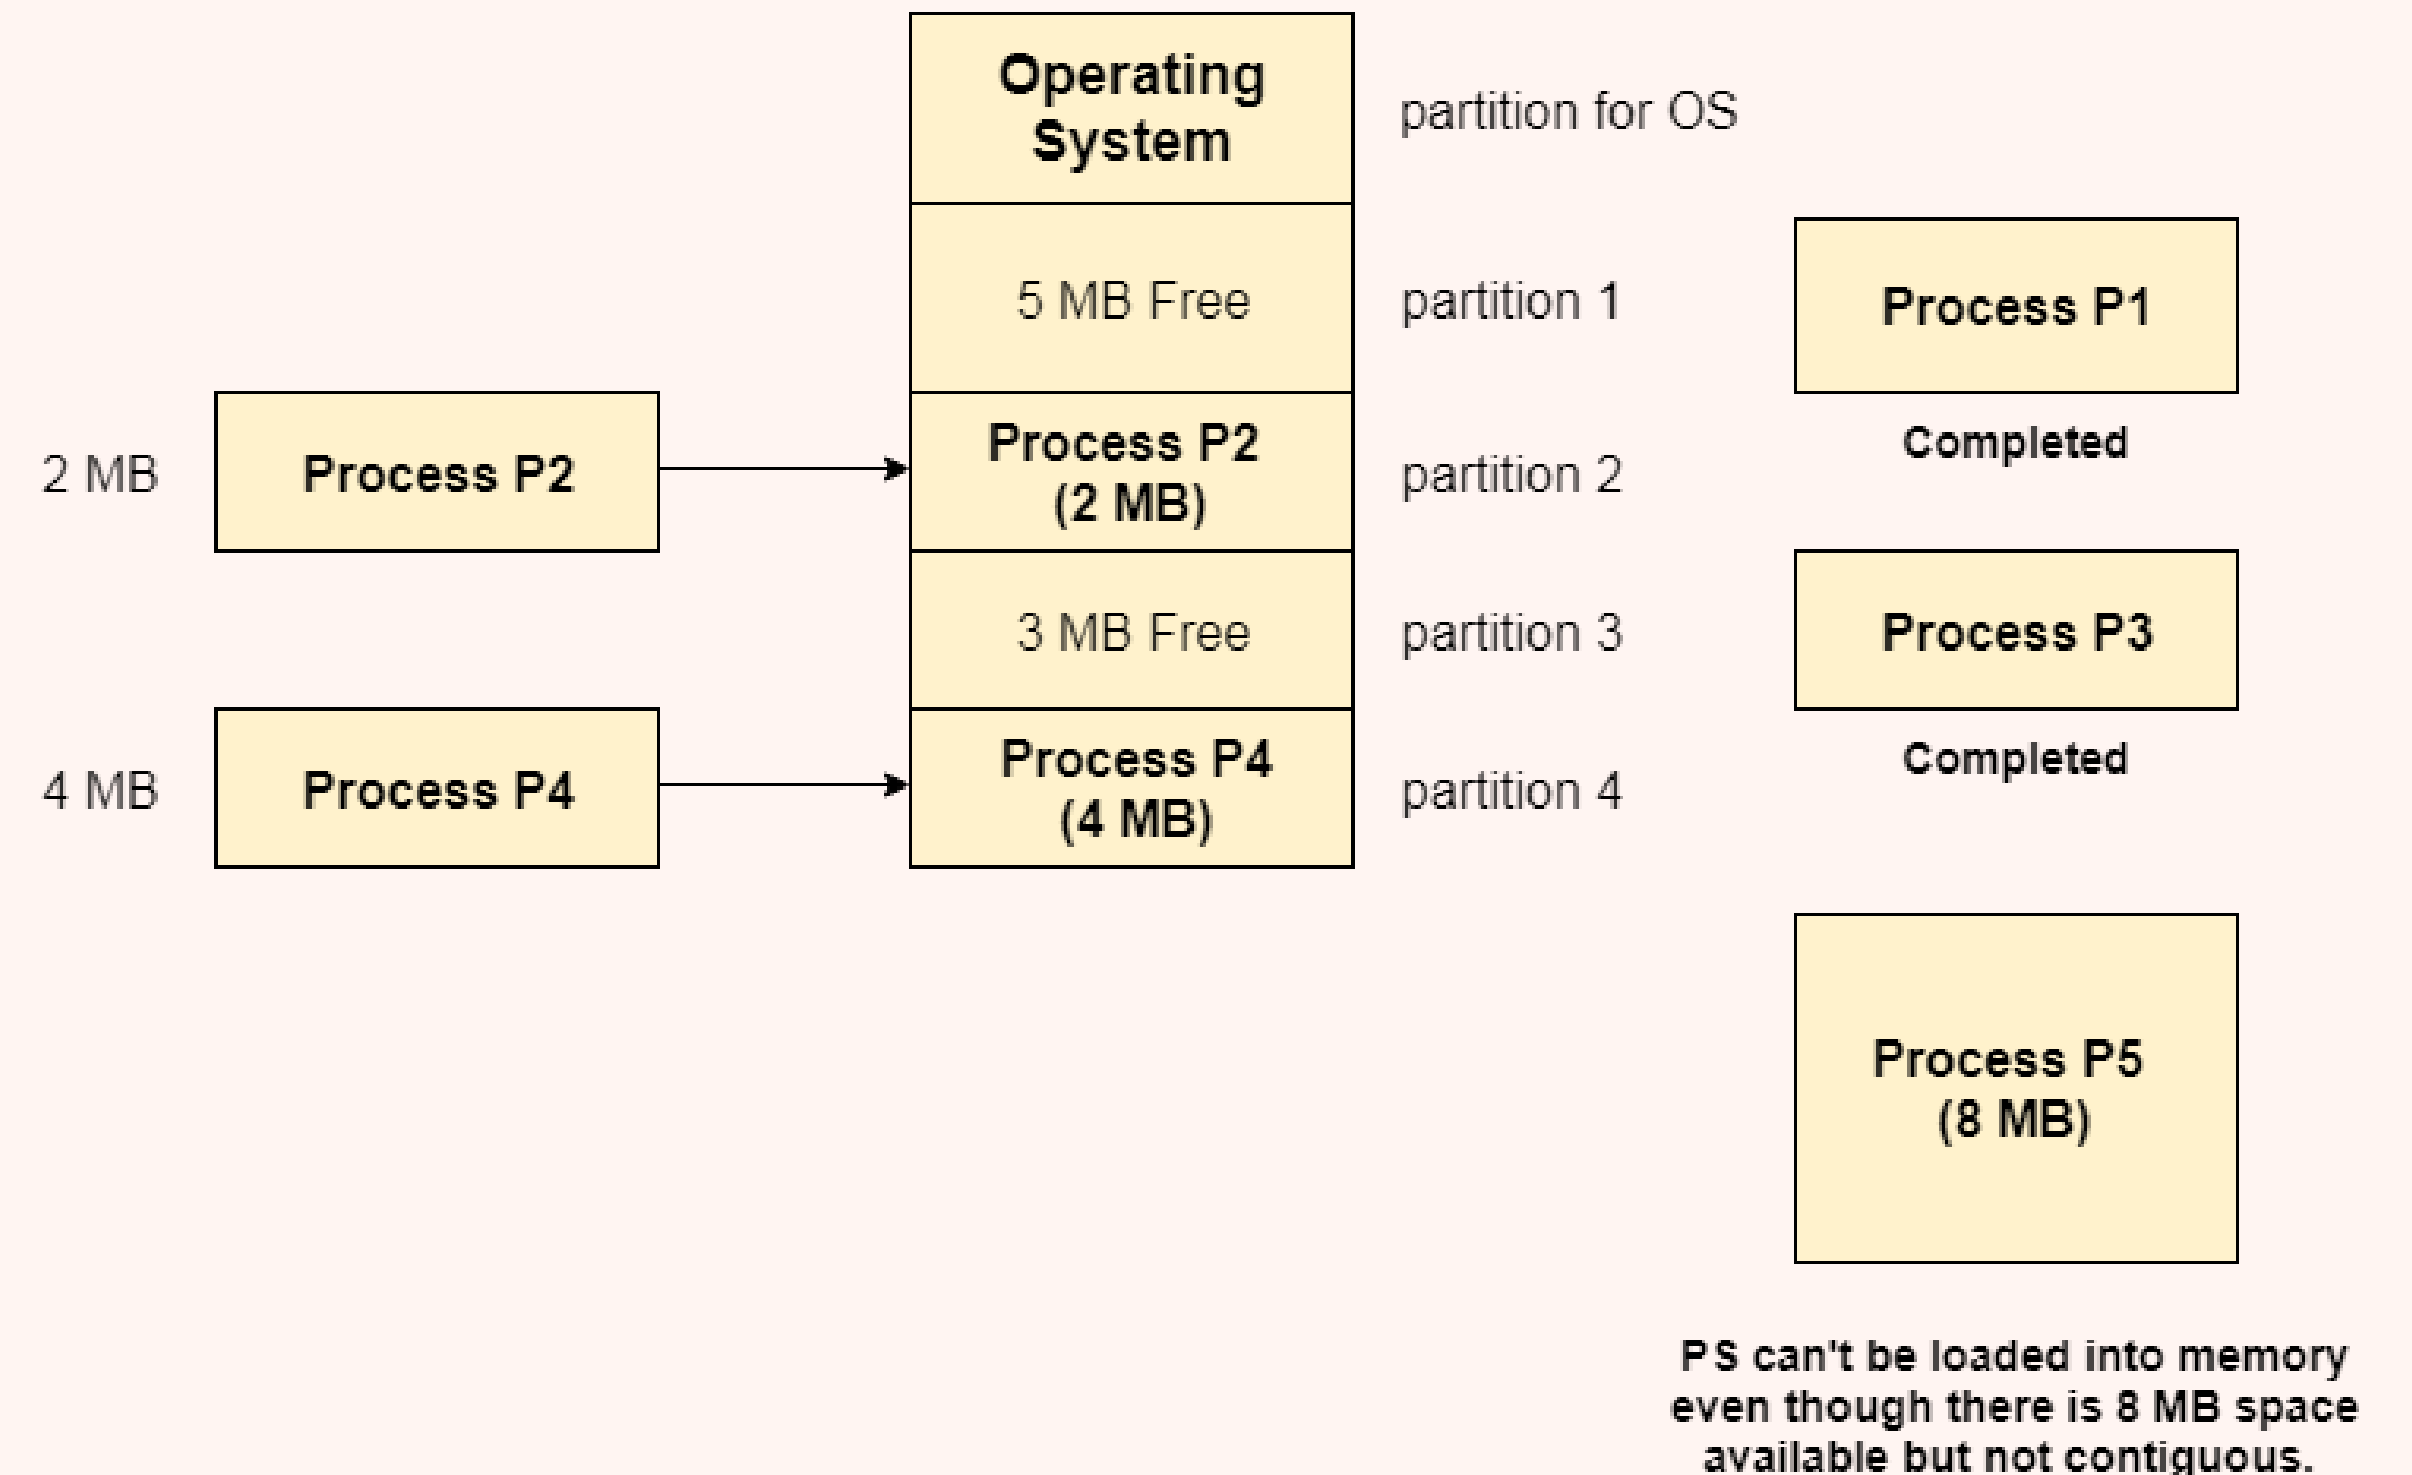 Operating
System
partition for OS
5 MB Free
partition 1
Process P1
Completed
2 MB
Process P2
Process P2
(2 MB)
partition 2
3 MB Free
partition 3
Process P3
Completed
4 MB
Process P4
Process P4
(4 MB)
partition 4
Process P5
(8 MB)
PS can't be loaded into memory
even though there is 8 MB space
available but not contiguous.